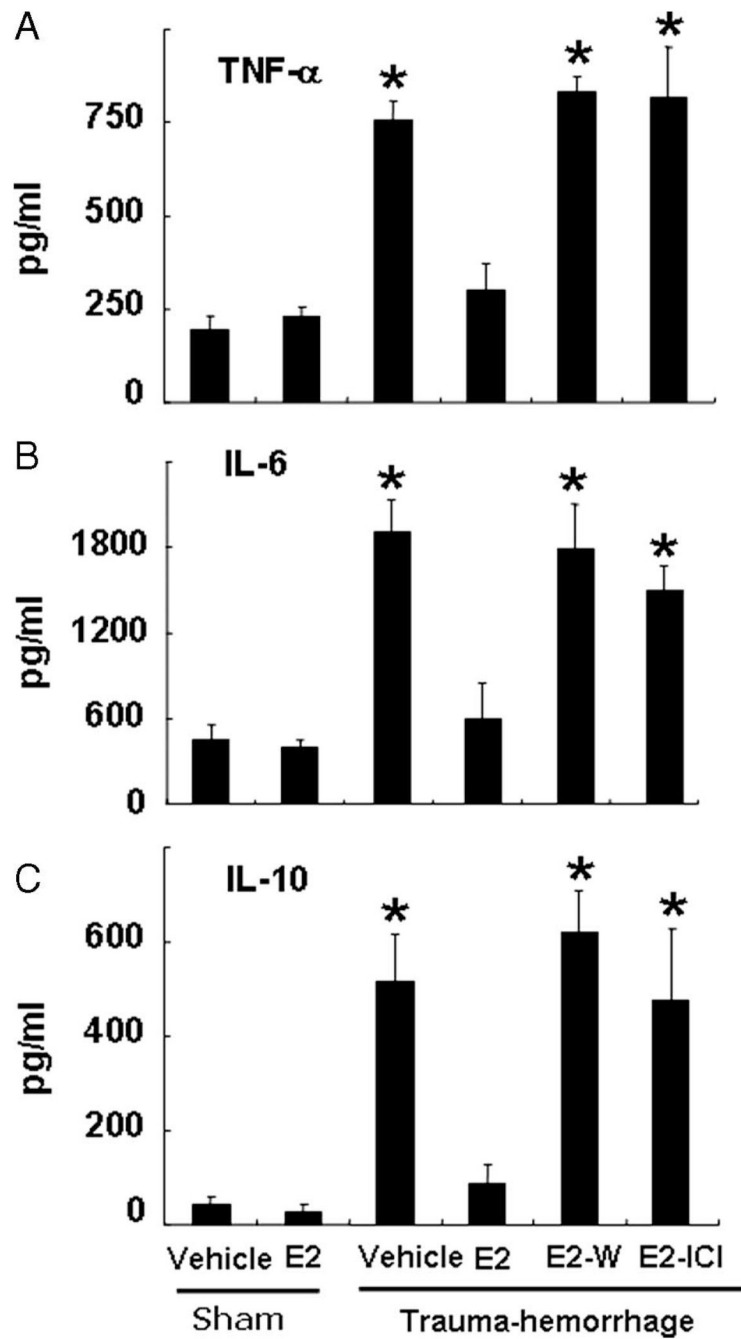 A
TNF-α
*
*
*
750
500
250
0
pg/ml
B
IL-6
*
*
*
1800
1200
600
0
pg/ml
C
IL-10
*
*
*
600
400
200
0
pg/ml
Vehicle E2 Vehicle E2 E2-W E2-ICI
Sham Trauma-hemorrhage